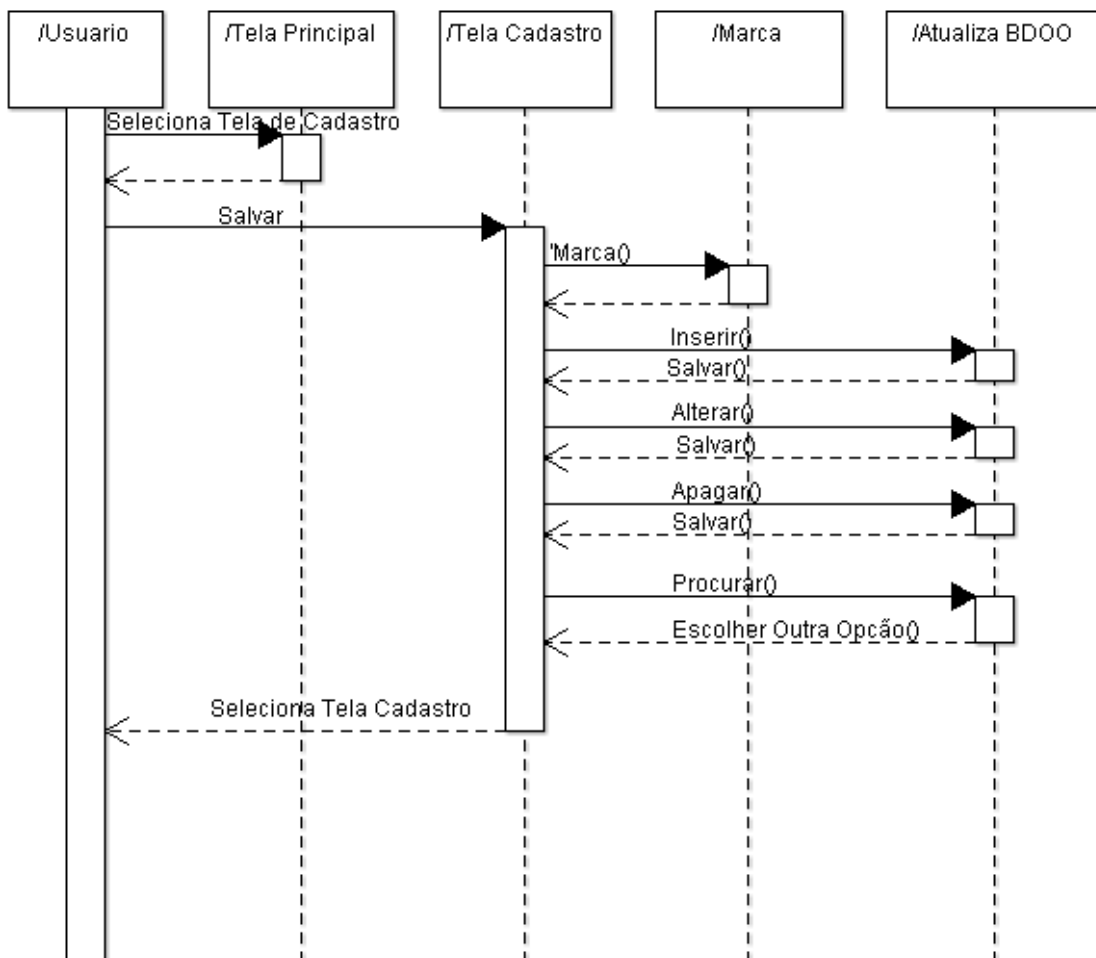 /Usuario
/Tela Principal
/Tela Cadastro
/Marca
/Atualiza BDOO
Seleciona Tela de Cadastro
Salvar
'Marca()
Inserir()
Salvar()
Alterar()
Salvar()
Apagar()
Salvar()
Procurar()
Escolher Outra Opcão()
Seleciona Tela Cadastro